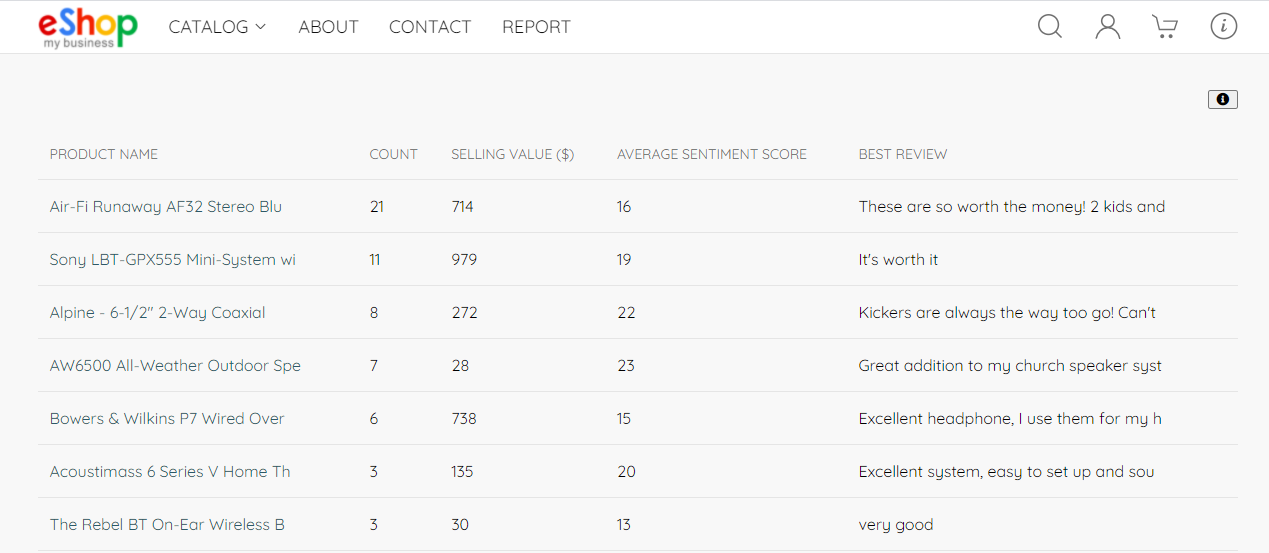 eShop
my business
CATALOG ABOUT CONTACT REPORT
PRODUCT NAME COUNT SELLING VALUE ($) AVERAGE SENTIMENT SCORE BEST REVIEW
Air-Fi Runaway AF32 Stereo Blu 21 714 16 These are so worth the money! 2 kids and
Sony LBT-GPX555 Mini-System wi 11 979 19 It's worth it
Alpine - 6-1/2" 2-Way Coaxial 8 272 22 Kickers are always the way too go! Can't
AW6500 All-Weather Outdoor Spe 7 28 23 Great addition to my church speaker syst
Bowers & Wilkins P7 Wired Over 6 738 15 Excellent headphone, I use them for my h
Acoustimass 6 Series V Home Th 3 135 20 Excellent system, easy to set up and sou
The Rebel BT On-Ear Wireless B 3 30 13 very good